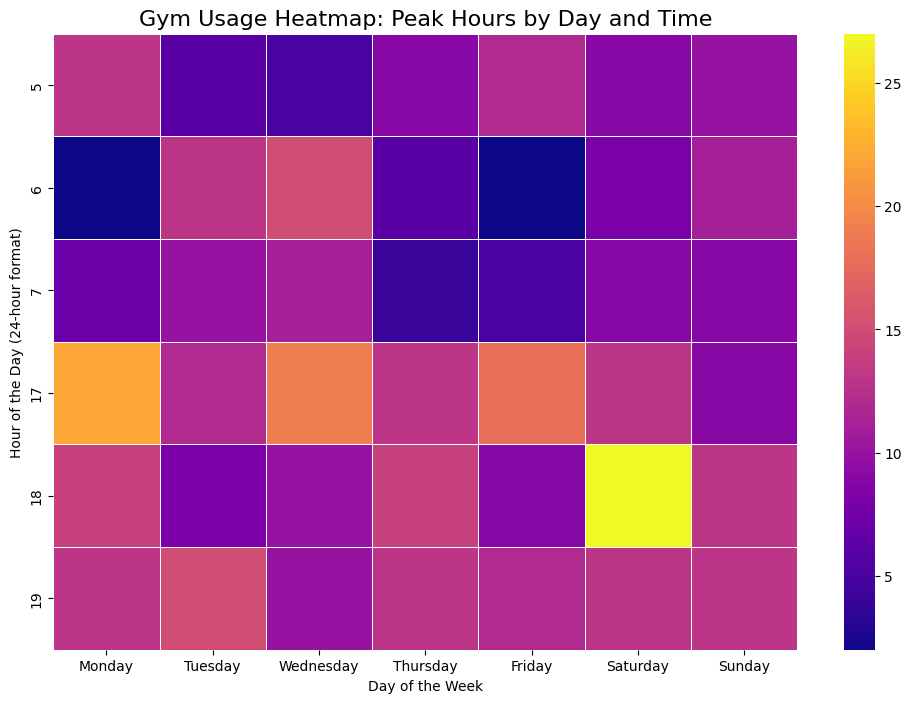 Gym Usage Heatmap: Peak Hours by Day and Time
Hour of the Day (24-hour format)
5
6
7
17
18
19
Monday Tuesday Wednesday Thursday Friday Saturday Sunday
Day of the Week
25
20
15
10
5